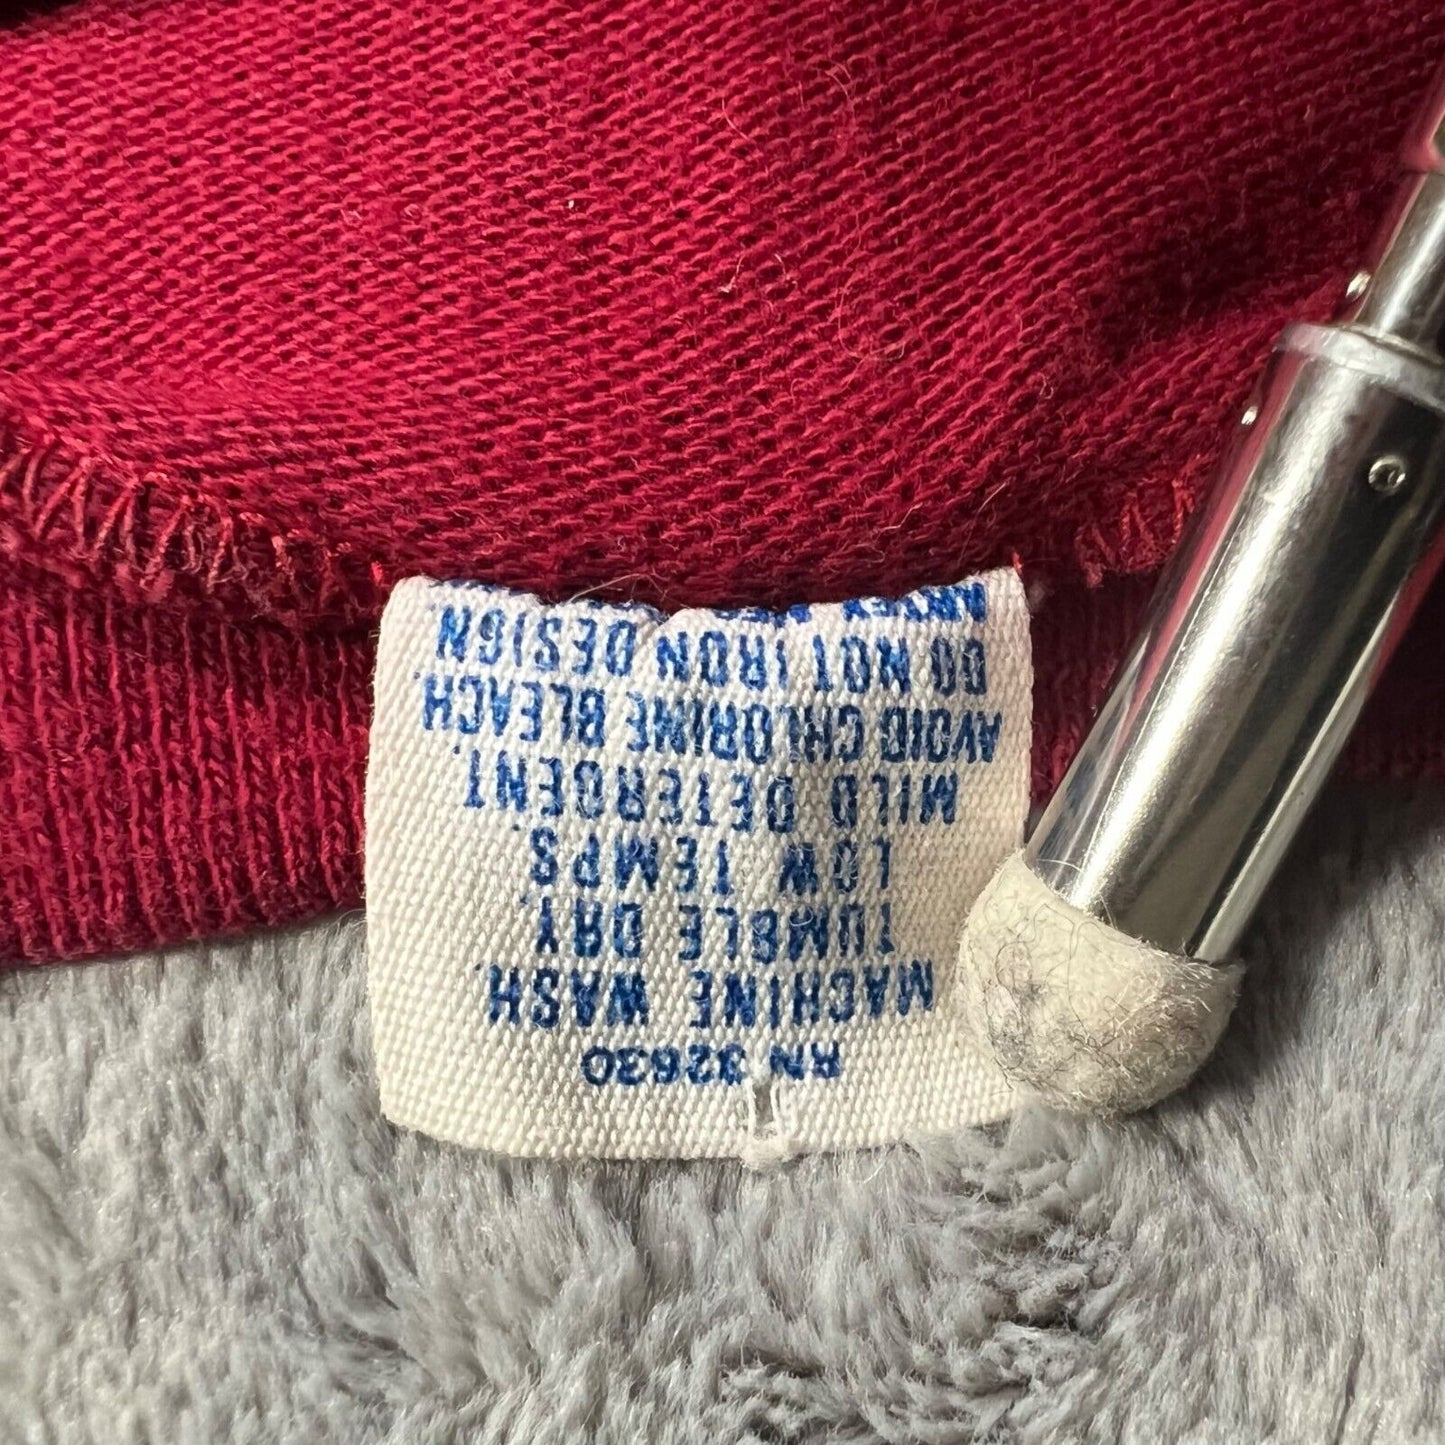 RN 32630
MACHINE WASH.
TUMBLE DRY.
LOW TEMPS.
MILD DETERGENT.
AVOID CHLORINE BLEACH.
DO NOT IRON DESIGN.